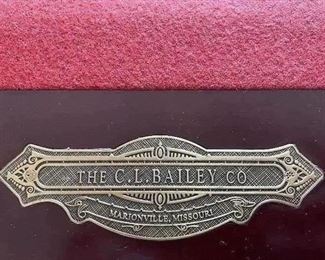 THE C.L. BAILEY CO
MARIONVILLE, MISSOURI